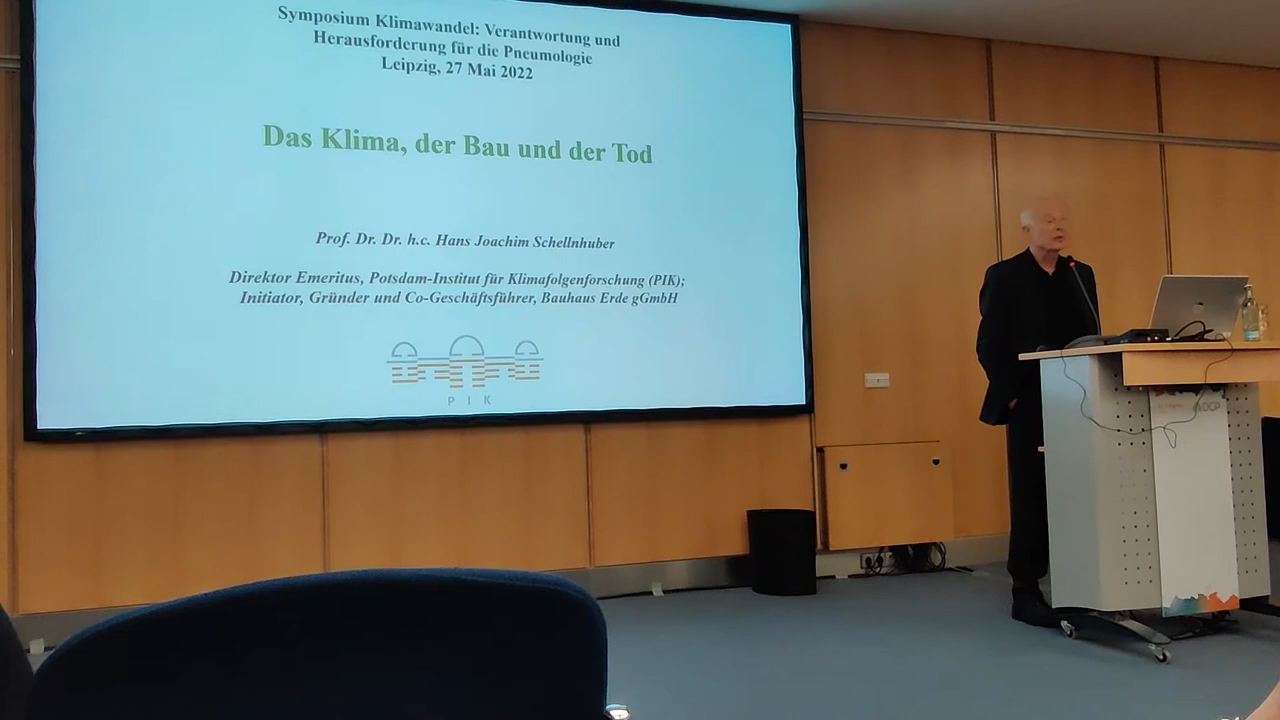 Symposium Klimawandel: Verantwortung und
Herausforderung für die Pneumologie
Leipzig, 27 Mai 2022
Das Klima, der Bau und der Tod
Prof. Dr. Dr. h.c. Hans Joachim Schellnhuber
Direktor Emeritus, Potsdam-Institut für Klimafolgenforschung (PIK);
Initiator, Gründer und Co-Geschäftsführer, Bauhaus Erde gGmbH
P I K
DGP